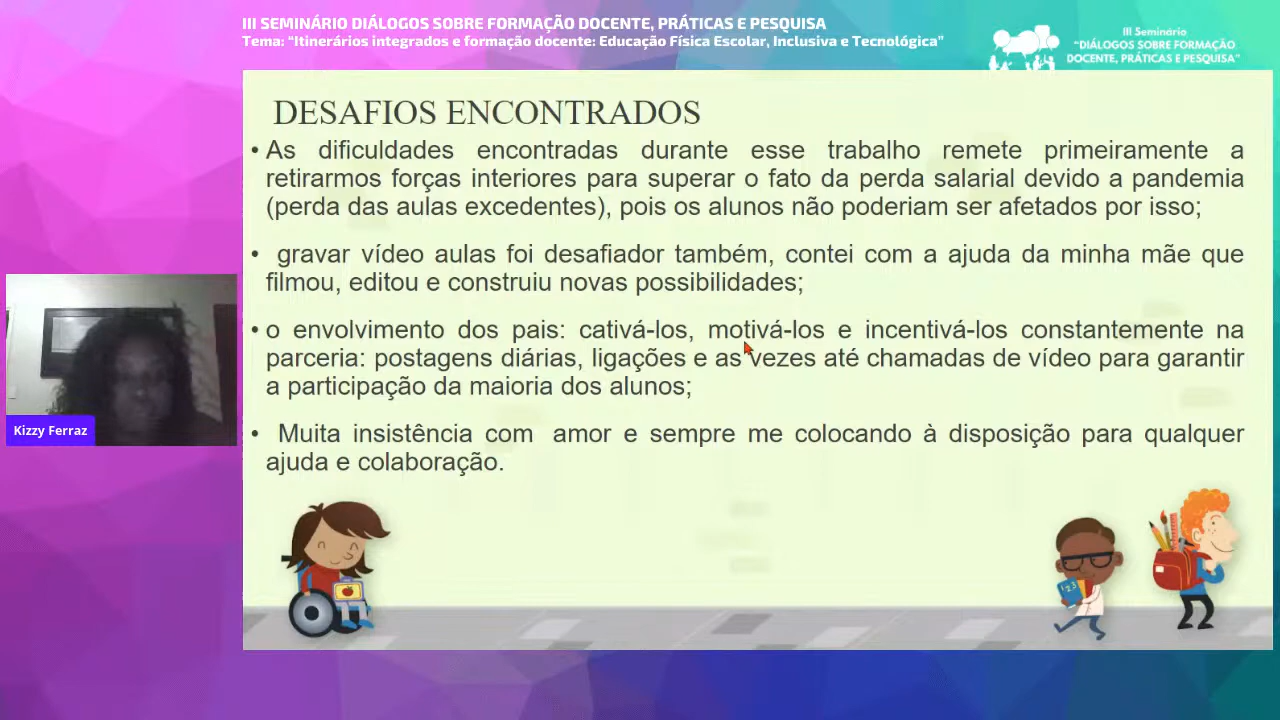 III SEMINÁRIO DIÁLOGOS SOBRE FORMAÇÃO DOCENTE, PRÁTICAS E PESQUISA
Tema: “Itinerários integrados e formação docente: Educação Física Escolar, Inclusiva e Tecnológica”
III Seminário
“DIÁLOGOS SOBRE FORMAÇÃO
DOCENTE, PRÁTICAS E PESQUISA”
DESAFIOS ENCONTRADOS
• As dificuldades encontradas durante esse trabalho remete primeiramente a
retirarmos forças interiores para superar o fato da perda salarial devido a pandemia
(perda das aulas excedentes), pois os alunos não poderiam ser afetados por isso;
• gravar vídeo aulas foi desafiador também, contei com a ajuda da minha mãe que
filmou, editou e construiu novas possibilidades;
• o envolvimento dos pais: cativá-los, motivá-los e incentivá-los constantemente na
parceria: postagens diárias, ligações e as vezes até chamadas de vídeo para garantir
a participação da maioria dos alunos;
• Muita insistência com amor e sempre me colocando à disposição para qualquer
ajuda e colaboração.
Kizzy Ferraz
123